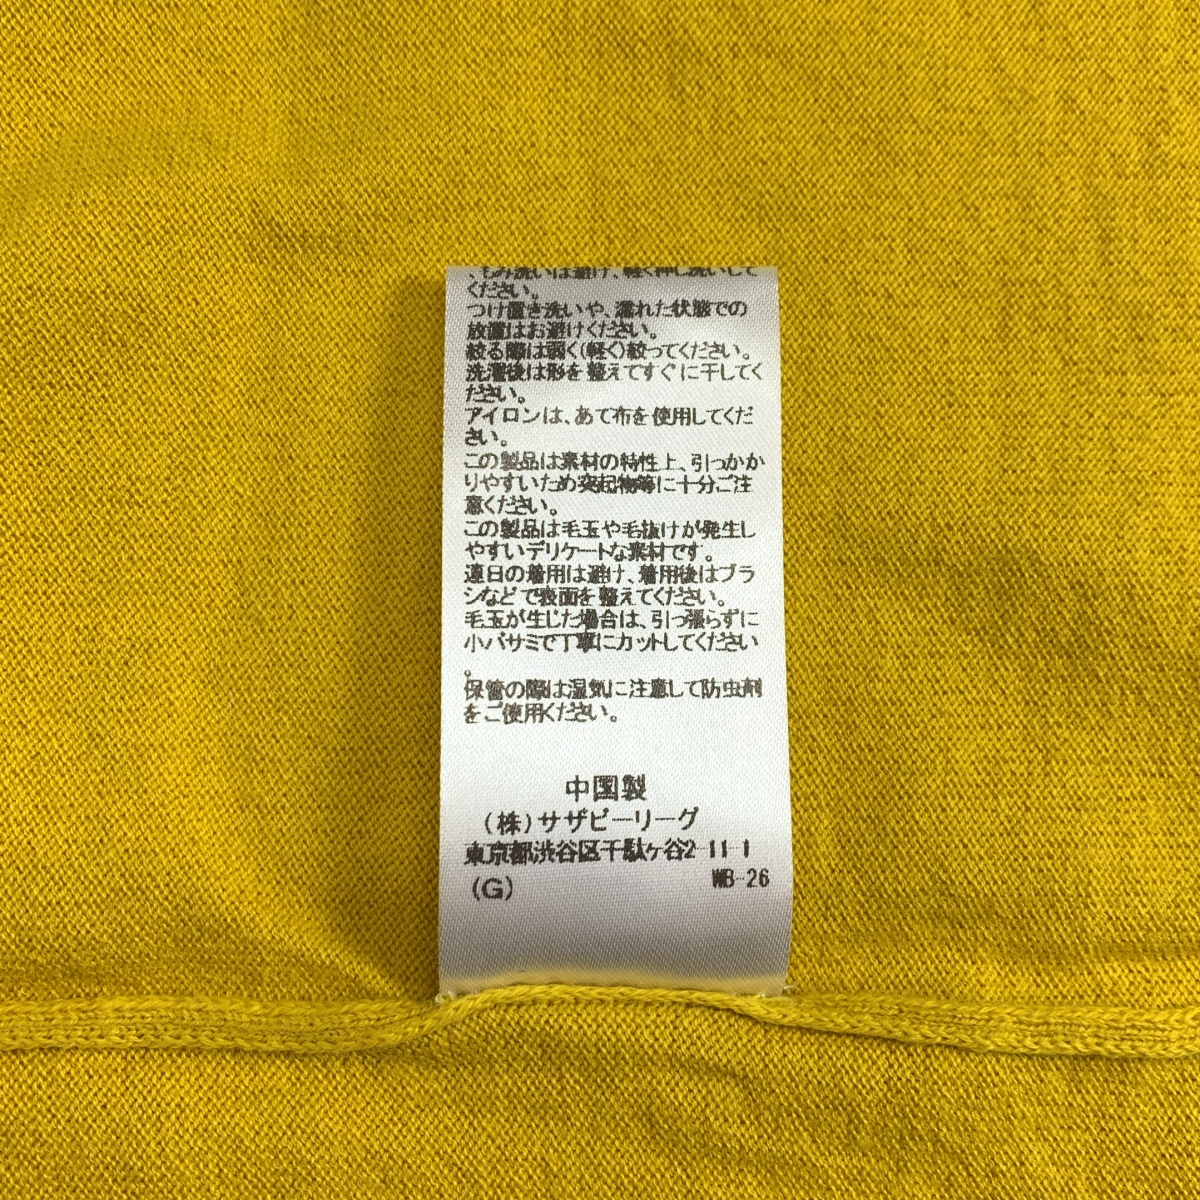 、もみ洗いは避け、軽く押し洗いして
ください。
つけ置き洗いや、濡れた状態での
放置はお避けください。
絞る際は弱く(軽く)絞ってください。
洗濯後は形を整えてすぐに干してく
ださい。
アイロンは、あて布を使用してくだ
さい。
この製品は素材の特性上、引っかか
りやすいため突起物等に十分ご注
意ください。
この製品は毛玉や毛抜けが発生し
やすいデリケートな素材です。
連日の着用は避け、着用後はブラ
シなどで表面を整えてください。
毛玉が生じた場合は、引っ張らずに
小バサミで丁寧にカットしてください
。
保管の際は湿気に注意して防虫剤
をご使用ください。
中国製
(株)サザビーリーグ
東京都渋谷区千駄ヶ谷2-11-1
(G) WB-26